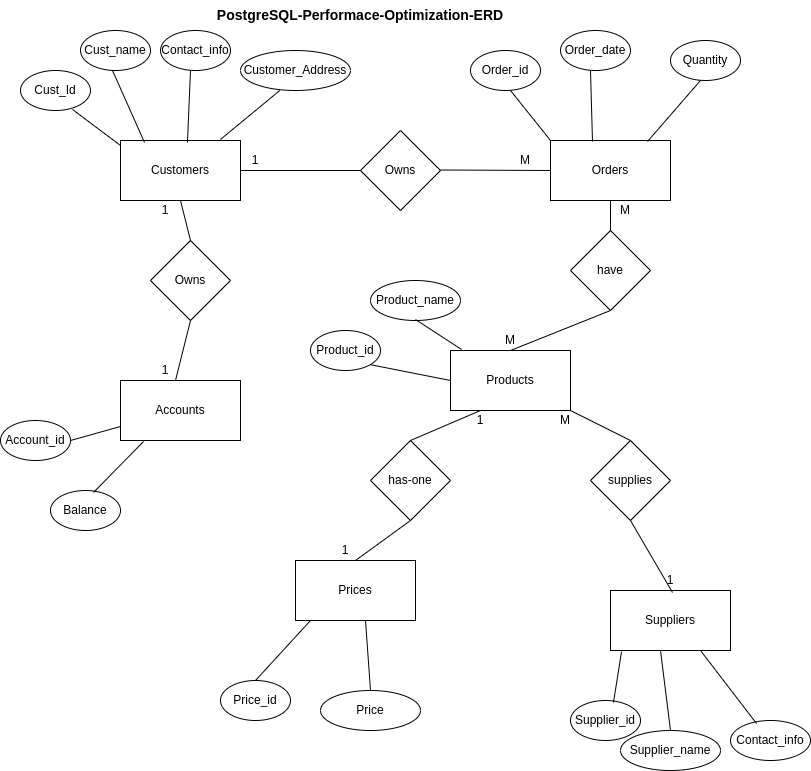 PostgreSQL-Performace-Optimization-ERD
Cust_name
Contact_info
Customer_Address
Cust_Id
Order_id
Order_date
Quantity
Customers
1
Owns
M
Orders
1
M
Owns
have
Product_name
Product_id
M
1
Products
Accounts
1
M
Account_id
Balance
has-one
supplies
1
1
Prices
Suppliers
Price_id
Price
Supplier_id
Supplier_name
Contact_info